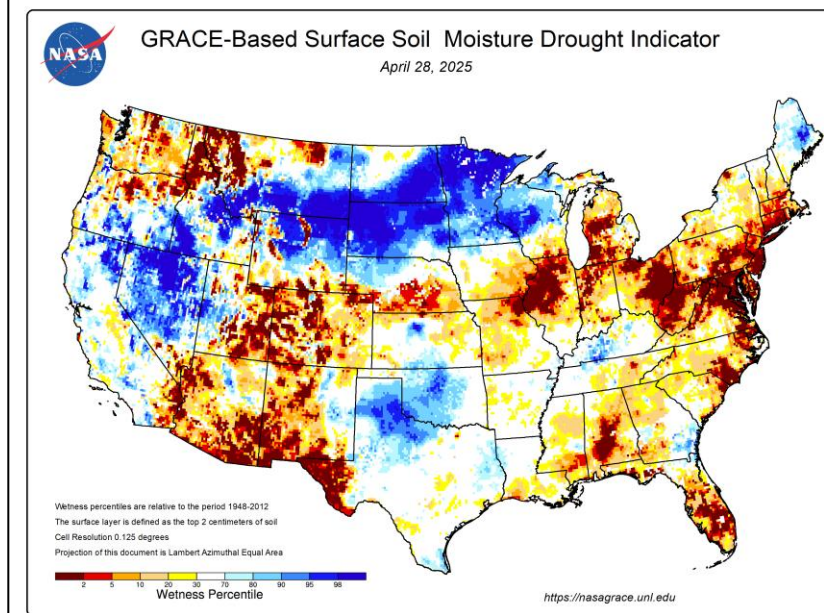 NASA
GRACE-Based Surface Soil Moisture Drought Indicator
April 28, 2025
Wetness percentiles are relative to the period 1948-2012
The surface layer is defined as the top 2 centimeters of soil
Cell Resolution 0.125 degrees
Projection of this document is Lambert Azimuthal Equal Area
2 5 10 20 30 70 80 90 95 98
Wetness Percentile
https://nasagrace.unl.edu